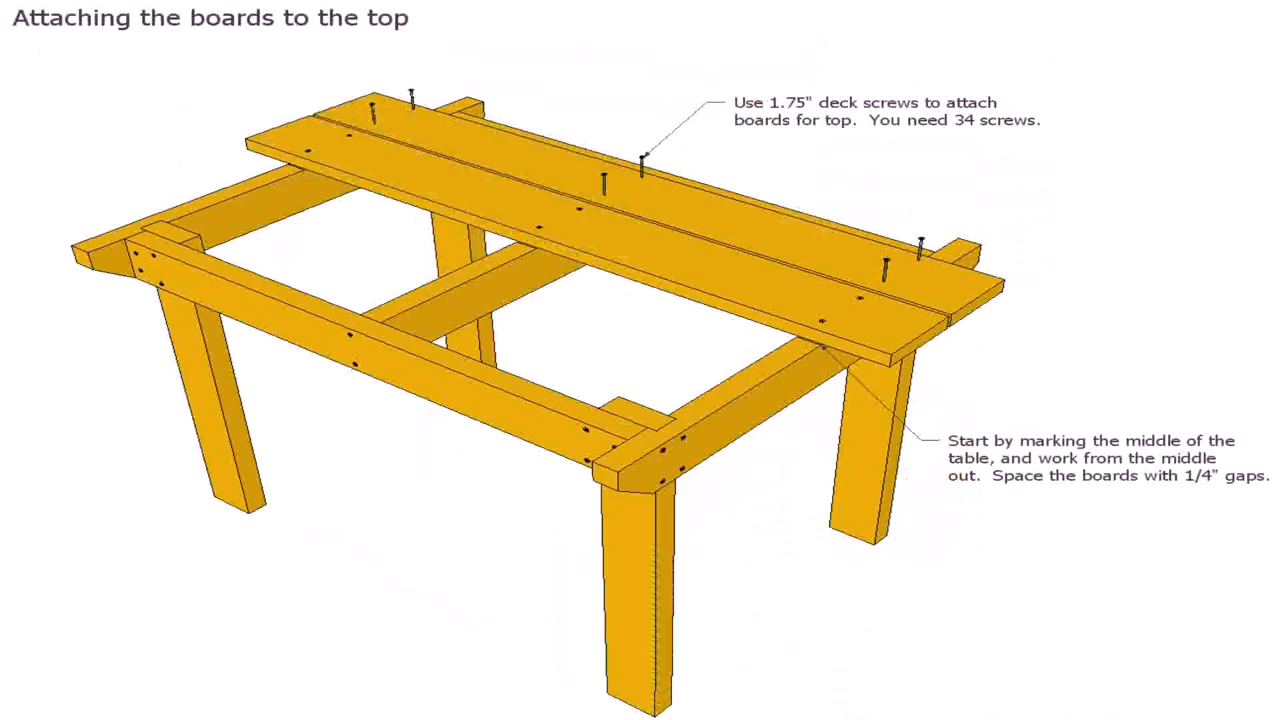 Attaching the boards to the top
Use 1.75" deck screws to attach
boards for top.  You need 34 screws.
Start by marking the middle of the
table, and work from the middle
out.  Space the boards with 1/4" gaps.